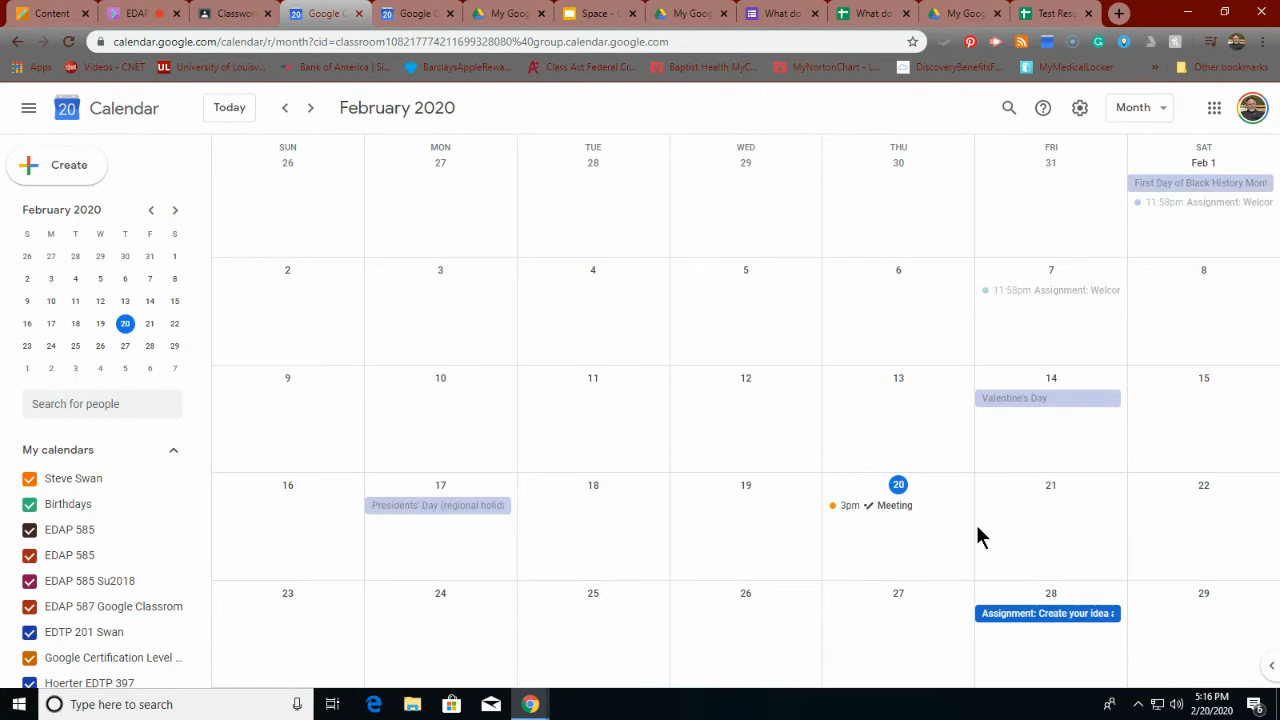 Content
EDAP
Classroo
Google C
Google C
My Goog
Space - G
My Goog
What do
What do
My Goog
Test Resu
calendar.google.com/calendar/r/month?cid=classroom108217774211699328080%40group.calendar.google.com
Apps
Videos - CNET
University of Louisv...
Bank of America | Si...
BarclaysAppleRewa...
Class Act Federal Cr...
Baptist Health MyC...
MyNortonChart - L...
DiscoveryBenefitsF...
MyMedicalLocker
»
Other bookmarks
20
Calendar
Today
February 2020
Month
Create
February 2020
S M T W T F S
26 27 28 29 30 31 1
2 3 4 5 6 7 8
9 10 11 12 13 14 15
16 17 18 19 20 21 22
23 24 25 26 27 28 29
1 2 3 4 5 6 7
Search for people
My calendars
Steve Swan
Birthdays
EDAP 585
EDAP 585
EDAP 585 Su2018
EDAP 587 Google Classrom
EDTP 201 Swan
Google Certification Level ...
Hoerter EDTP 397
SUN MON TUE WED THU FRI SAT
26 27 28 29 30 31 Feb 1
First Day of Black History Mont
11:58pm Assignment: Welcor
2 3 4 5 6 7 8
11:58pm Assignment: Welcor
9 10 11 12 13 14 15
Valentine's Day
16 17 18 19 20 21 22
Presidents' Day (regional holida
3pm Meeting
23 24 25 26 27 28 29
Assignment: Create your idea a
Type here to search
5:16 PM
2/20/2020
6